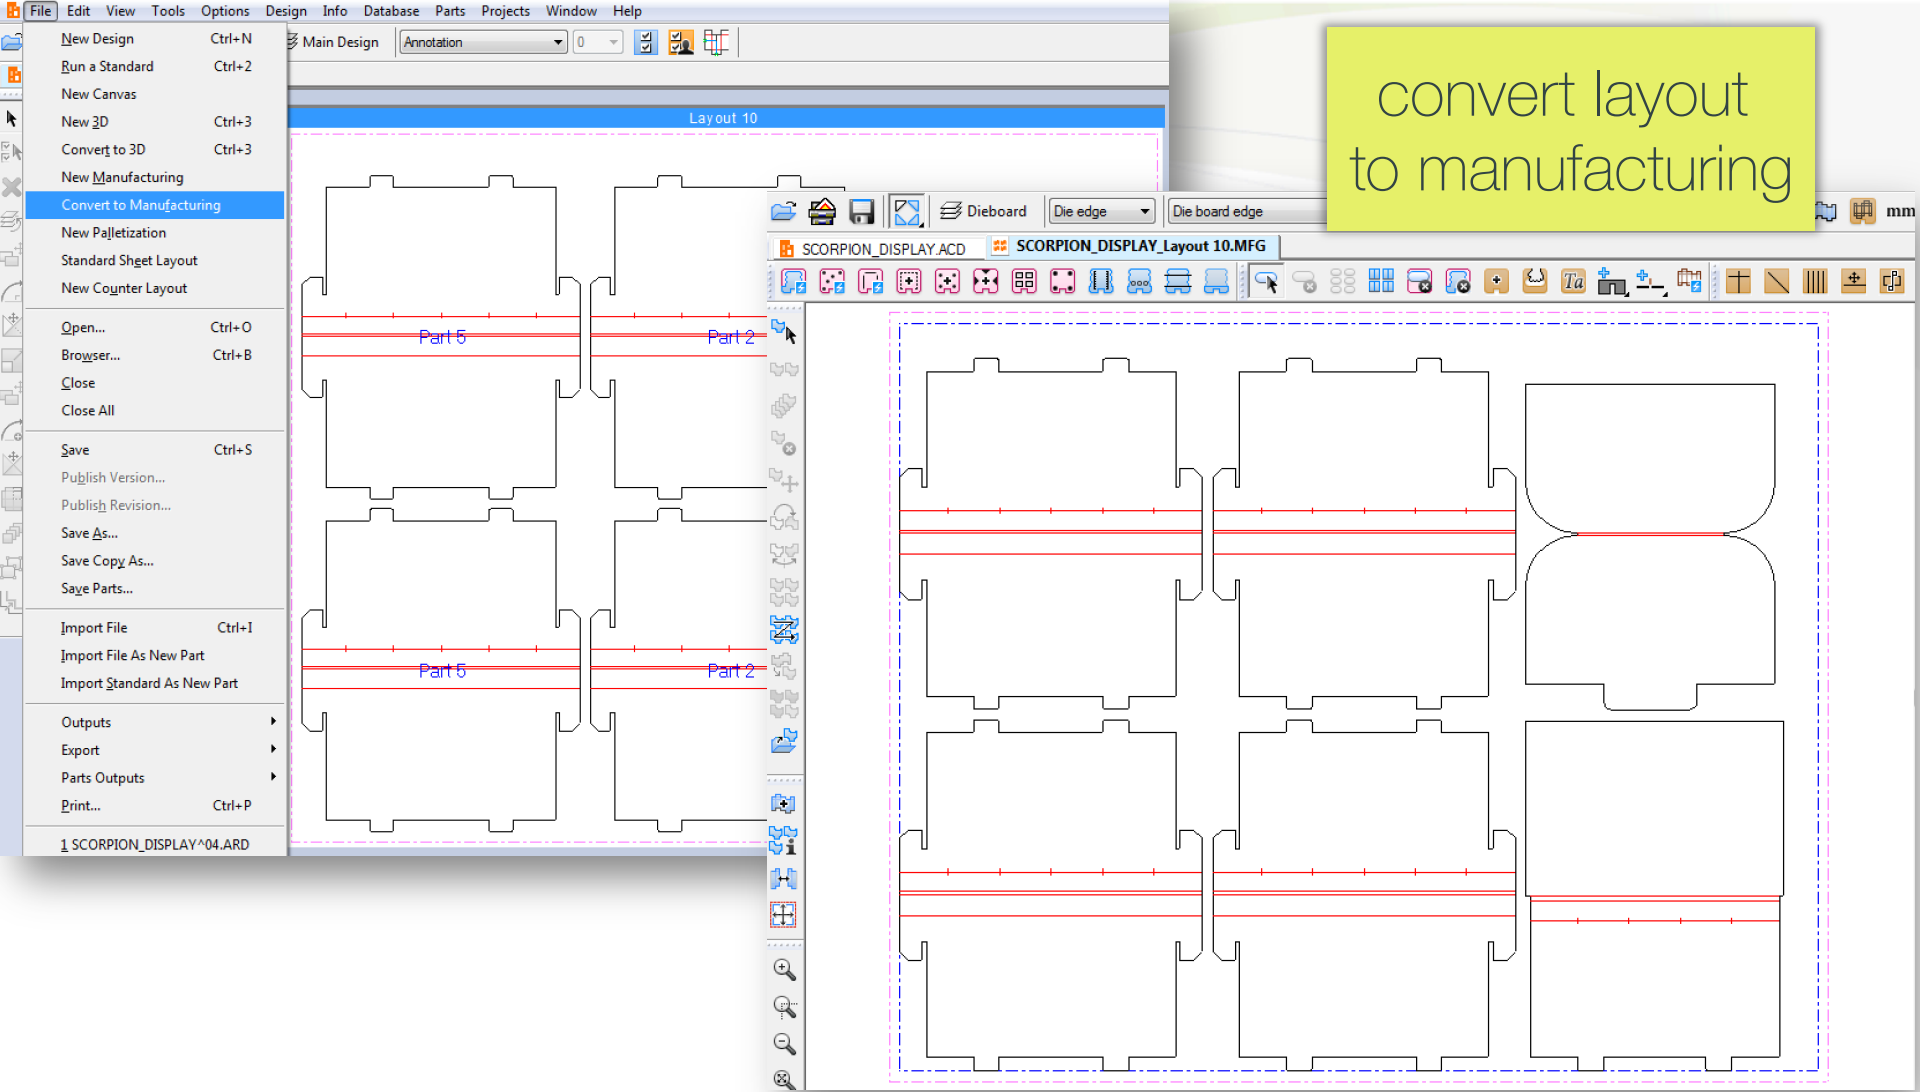 File Edit View Tools Options Design Info Database Parts Projects Window Help
Main Design Annotation 0
New Design Ctrl+N
Run a Standard Ctrl+2
New Canvas
New 3D Ctrl+3
Convert to 3D Ctrl+3
New Manufacturing
Convert to Manufacturing
New Palletization
Standard Sheet Layout
New Counter Layout
Open... Ctrl+O
Browser... Ctrl+B
Close
Close All
Save Ctrl+S
Publish Version...
Publish Revision...
Save As...
Save Copy As...
Save Parts...
Import File Ctrl+I
Import File As New Part
Import Standard As New Part
Outputs
Export
Parts Outputs
Print... Ctrl+P
1 SCORPION_DISPLAY^04.ARD
Layout 10
Part 5 Part 2
Part 5 Part 2
convert layout
to manufacturing
Dieboard Die edge Die board edge mm
SCORPION_DISPLAY.ACD SCORPION_DISPLAY_Layout 10.MFG
Ta